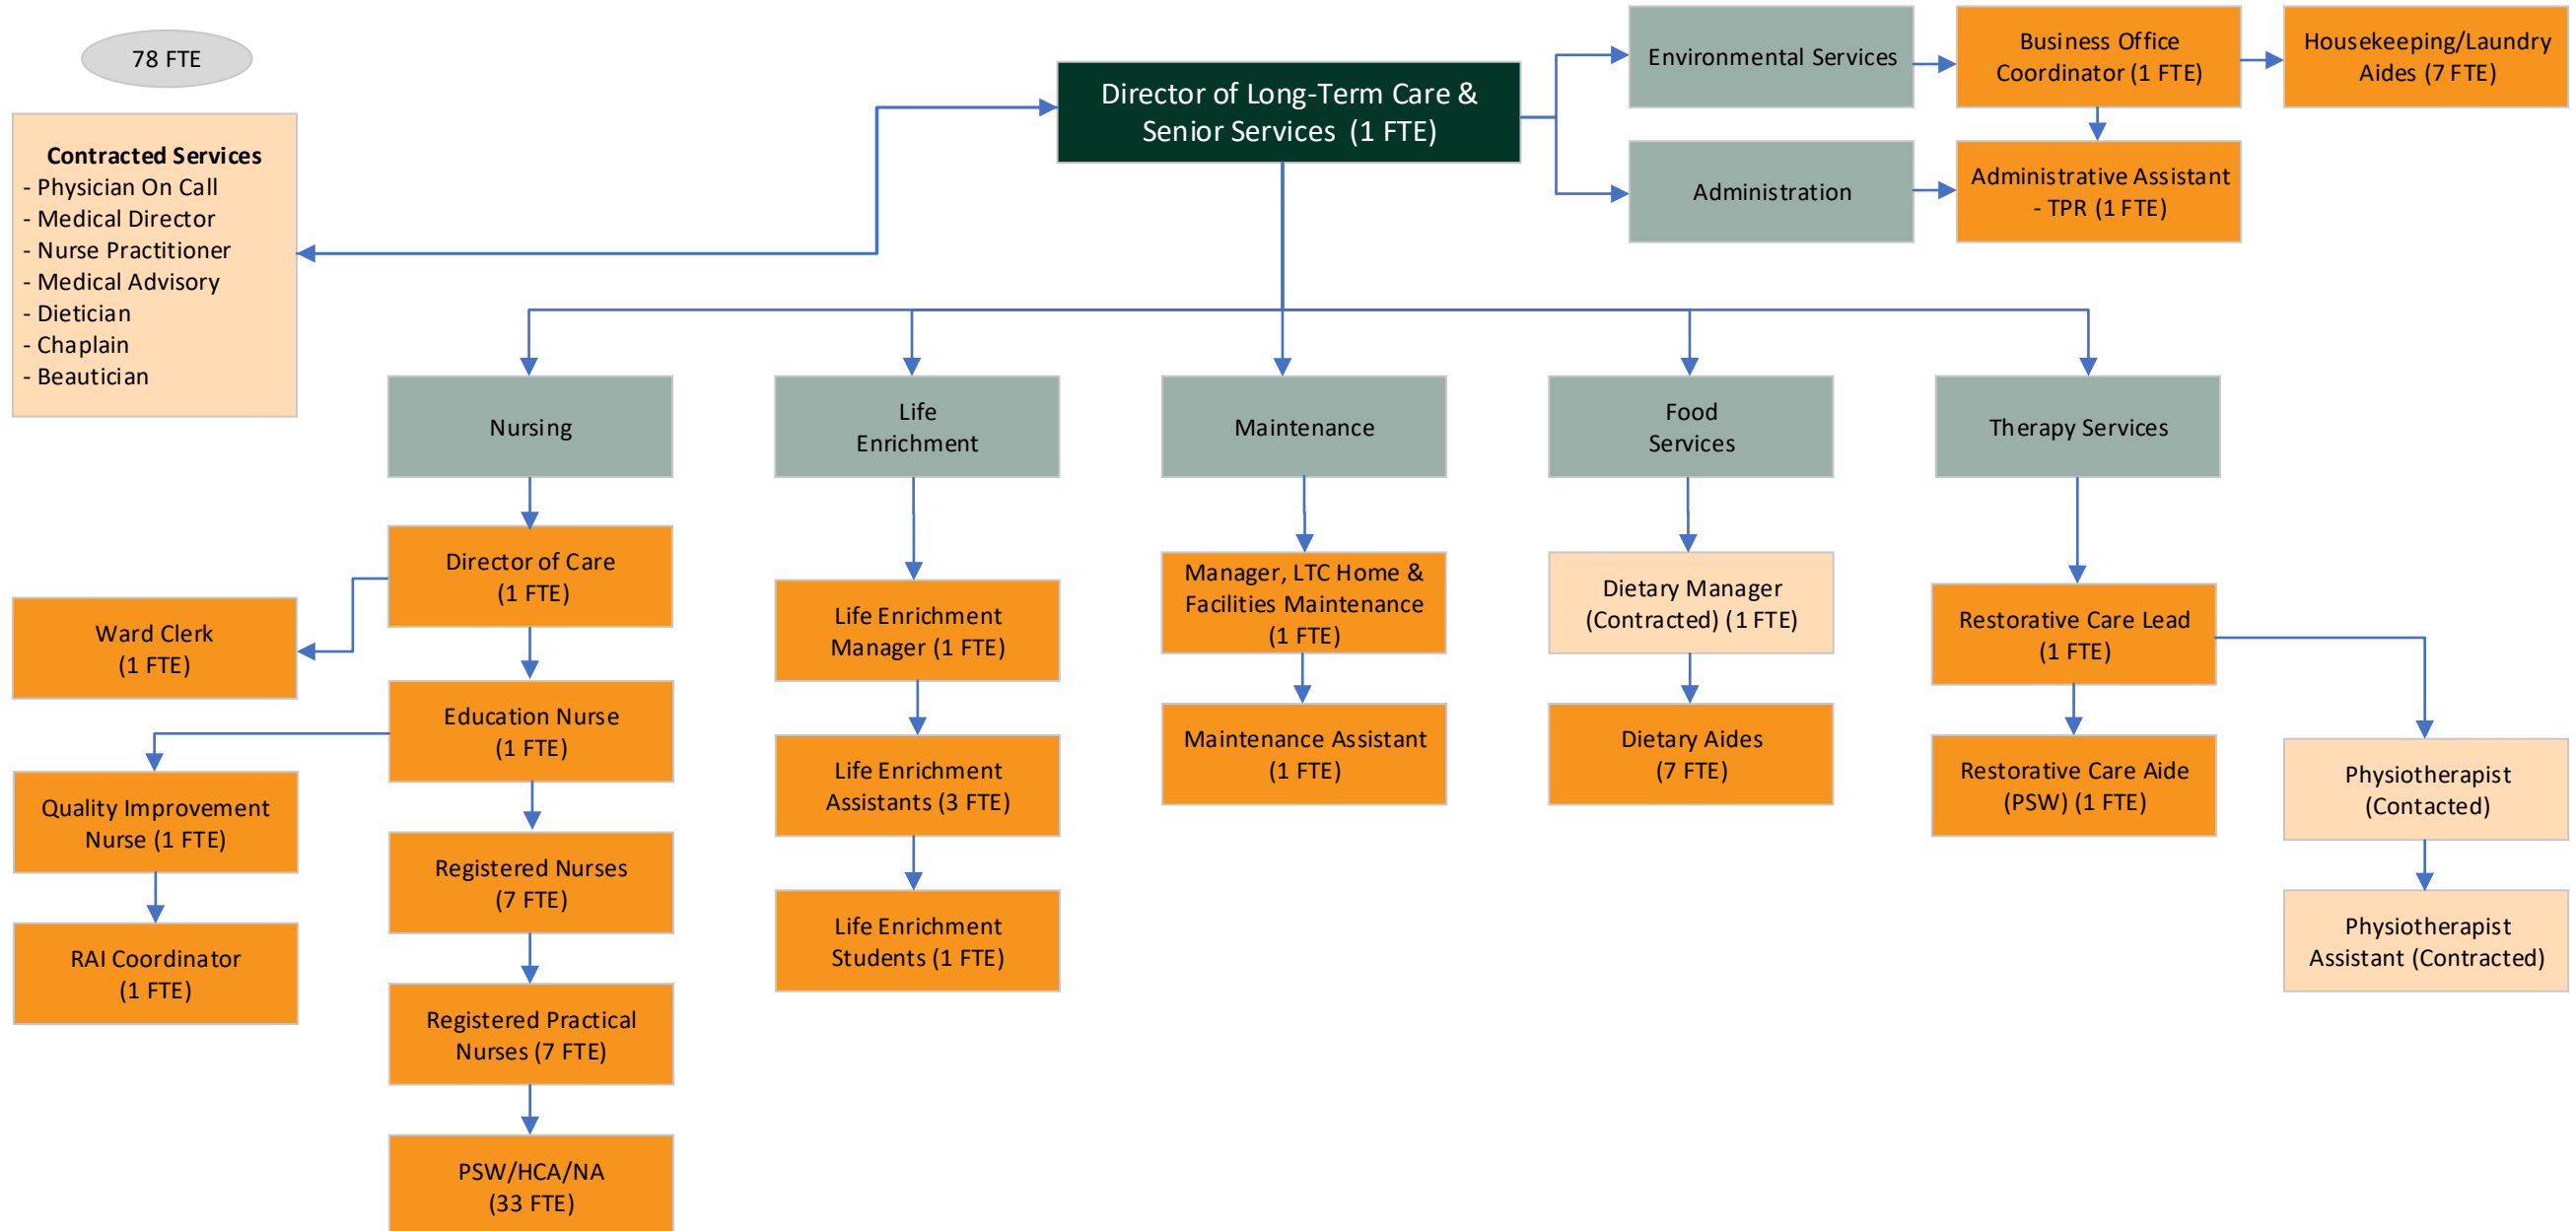 78 FTE
Contracted Services
- Physician On Call
- Medical Director
- Nurse Practitioner
- Medical Advisory
- Dietician
- Chaplain
- Beautician
Director of Long-Term Care &
Senior Services (1 FTE)
Environmental Services
Business Office
Coordinator (1 FTE)
Housekeeping/Laundry
Aides (7 FTE)
Administration
Administrative Assistant
- TPR (1 FTE)
Nursing
Life
Enrichment
Maintenance
Food
Services
Therapy Services
Director of Care
(1 FTE)
Ward Clerk
(1 FTE)
Education Nurse
(1 FTE)
Quality Improvement
Nurse (1 FTE)
RAI Coordinator
(1 FTE)
Registered Nurses
(7 FTE)
Registered Practical
Nurses (7 FTE)
PSW/HCA/NA
(33 FTE)
Life Enrichment
Manager (1 FTE)
Life Enrichment
Assistants (3 FTE)
Life Enrichment
Students (1 FTE)
Manager, LTC Home &
Facilities Maintenance
(1 FTE)
Maintenance Assistant
(1 FTE)
Dietary Manager
(Contracted) (1 FTE)
Dietary Aides
(7 FTE)
Restorative Care Lead
(1 FTE)
Restorative Care Aide
(PSW) (1 FTE)
Physiotherapist
(Contacted)
Physiotherapist
Assistant (Contracted)